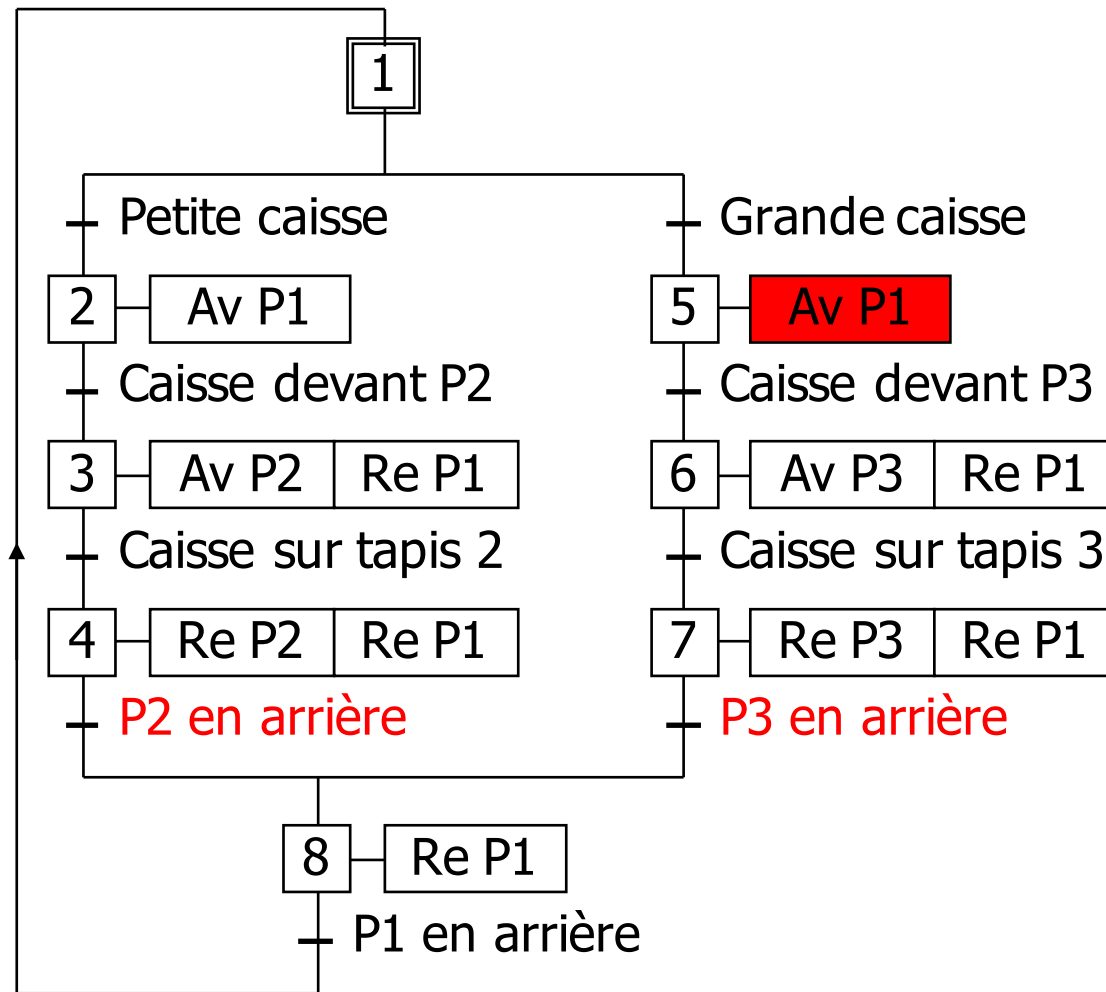 1
Petite caisse
Grande caisse
2 Av P1
5 Av P1
Caisse devant P2
Caisse devant P3
3 Av P2 Re P1
6 Av P3 Re P1
Caisse sur tapis 2
Caisse sur tapis 3
4 Re P2 Re P1
7 Re P3 Re P1
P2 en arrière
P3 en arrière
8 Re P1
P1 en arrière